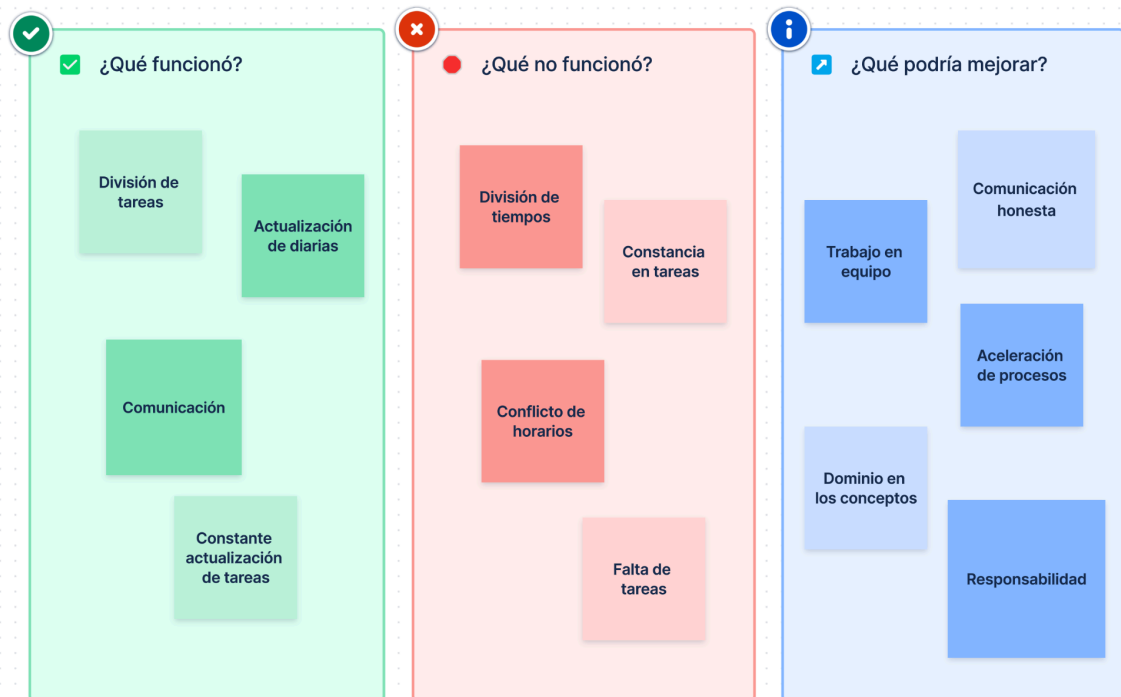 ¿Qué funcionó?
División de
tareas
Actualización
de diarias
Comunicación
Constante
actualización
de tareas
¿Qué no funcionó?
División de
tiempos
Constancia
en tareas
Conflicto de
horarios
Falta de
tareas
¿Qué podría mejorar?
Comunicación
honesta
Trabajo en
equipo
Aceleración
de procesos
Dominio en
los conceptos
Responsabilidad